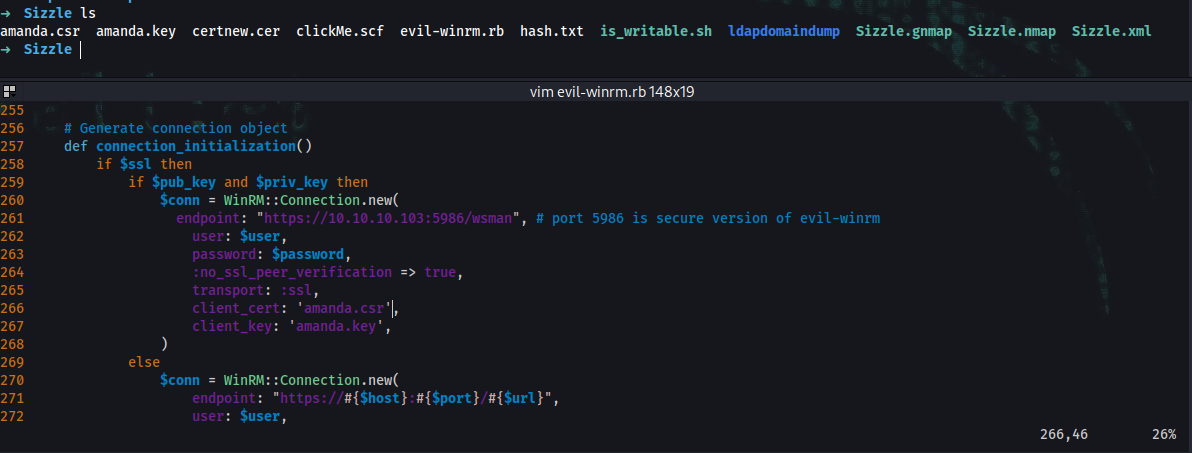 → Sizzle ls
amanda.csr amanda.key certnew.cer clickMe.scf evil-winrm.rb hash.txt is_writable.sh ldapdomaindump Sizzle.gnmap Sizzle.nmap Sizzle.xml
→ Sizzle
vim evil-winrm.rb 148x19
255
256 # Generate connection object
257 def connection_initialization()
258 if $ssl then
259 if $pub_key and $priv_key then
260 $conn = WinRM::Connection.new(
261 endpoint: "https://10.10.10.103:5986/wsman", # port 5986 is secure version of evil-winrm
262 user: $user,
263 password: $password,
264 :no_ssl_peer_verification => true,
265 transport: :ssl,
266 client_cert: 'amanda.csr',
267 client_key: 'amanda.key',
268 )
269 else
270 $conn = WinRM::Connection.new(
271 endpoint: "https://#{$host}:#{$port}/#{$url}",
272 user: $user,
266,46 26%